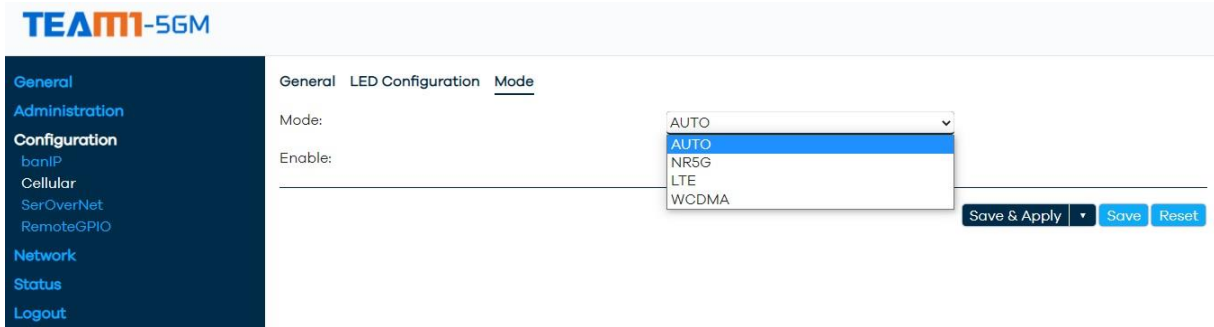 TEAM1-5GM
General
Administration
Configuration
banIP
Cellular
SerOverNet
RemoteGPIO
Network
Status
Logout
General LED Configuration Mode
Mode: AUTO
AUTO
NR5G
LTE
WCDMA
Enable:
Save & Apply Save Reset